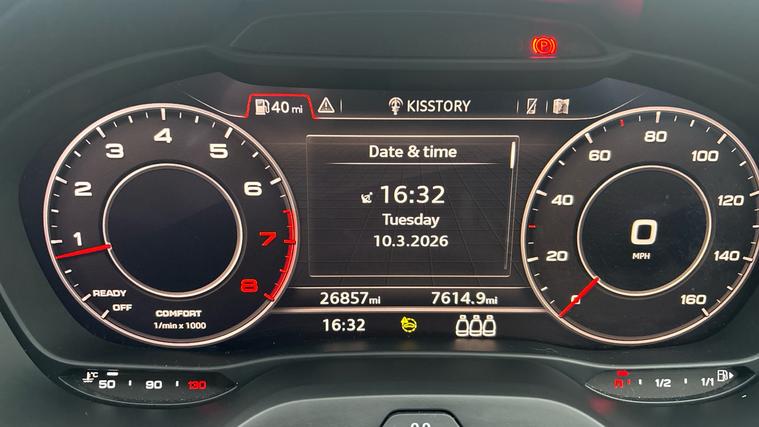 P
40 mi
KISSTORY
Date & time
16:32
Tuesday
10.3.2026
26857mi
7614.9mi
16:32
1
2
3
4
5
6
7
8
READY
OFF
COMFORT
1/min x 1000
0
20
40
60
80
100
120
140
160
0
MPH
°C
50
90
130
R
1/2
1/1